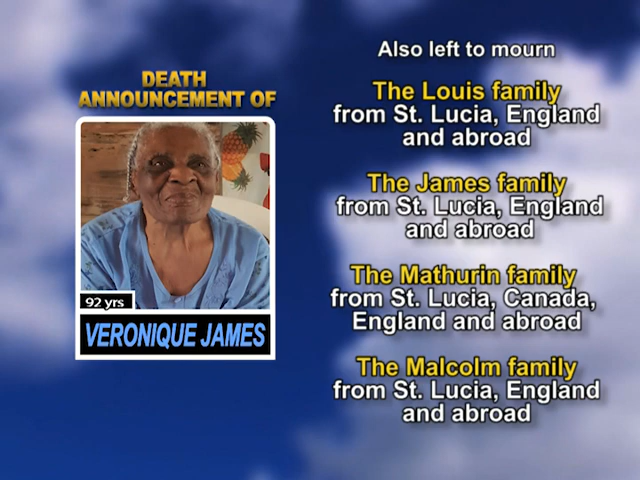 DEATH
ANNOUNCEMENT OF
92 yrs
VERONIQUE JAMES
Also left to mourn
The Louis family
from St. Lucia, England
and abroad
The James family
from St. Lucia, England
and abroad
The Mathurin family
from St. Lucia, Canada,
England and abroad
The Malcolm family
from St. Lucia, England
and abroad